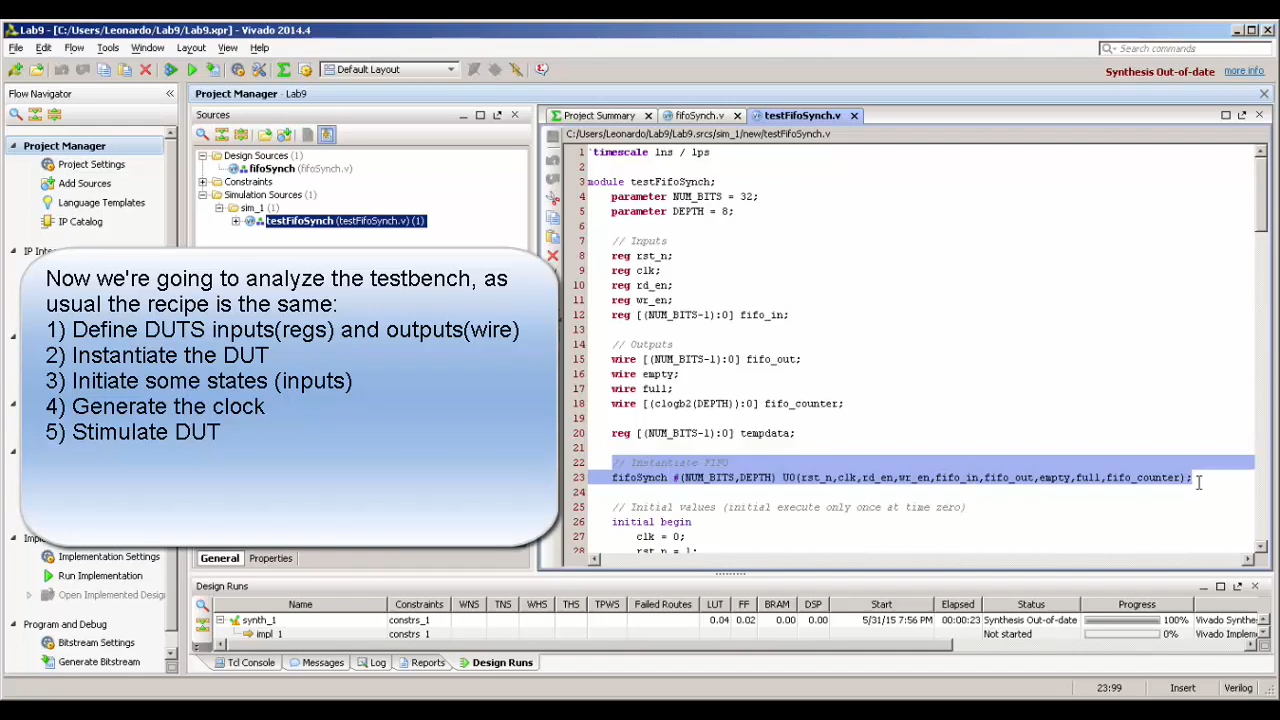 Lab9 - [C:/Users/Leonardo/Lab9/Lab9.xpr] - Vivado 2014.4
File Edit Flow Tools Window Layout View Help
Search commands
Default Layout
Synthesis Out-of-date more info
Flow Navigator
Project Manager
Project Settings
Add Sources
Language Templates
IP Catalog
Implementation Settings
Run Implementation
Open Implemented Desig
Program and Debug
Bitstream Settings
Generate Bitstream
Project Manager - Lab9
Sources
Design Sources (1)
fifoSynch (fifoSynch.v)
Constraints
Simulation Sources (1)
sim_1 (1)
testFifoSynch (testFifoSynch.v) (1)
Now we're going to analyze the testbench, as
usual the recipe is the same:
1) Define DUTS inputs(regs) and outputs(wire)
2) Instantiate the DUT
3) Initiate some states (inputs)
4) Generate the clock
5) Stimulate DUT
General Properties
Project Summary fifoSynch.v testFifoSynch.v
C:/Users/Leonardo/Lab9/Lab9.srcs/sim_1/new/testFifoSynch.v
1 `timescale 1ns / 1ps
2
3 module testFifoSynch;
4 parameter NUM_BITS = 32;
5 parameter DEPTH = 8;
6
7 // Inputs
8 reg rst_n;
9 reg clk;
10 reg rd_en;
11 reg wr_en;
12 reg [(NUM_BITS-1):0] fifo_in;
13
14 // Outputs
15 wire [(NUM_BITS-1):0] fifo_out;
16 wire empty;
17 wire full;
18 wire [(clogb2(DEPTH)):0] fifo_counter;
19
20 reg [(NUM_BITS-1):0] tempdata;
21
22 // Instantiate FIFO
23 fifoSynch #(NUM_BITS,DEPTH) U0(rst_n,clk,rd_en,wr_en,fifo_in,fifo_out,empty,full,fifo_counter);
24
25 // Initial values (initial execute only once at time zero)
26 initial begin
27 clk = 0;
28 rst_n = 1;
Design Runs
Name Constraints WNS TNS WHS THS TPWS Failed Routes LUT FF BRAM DSP Start Elapsed Status Progress
synth_1 constrs_1 0.04 0.02 0.00 0.00 5/31/15 7:56 PM 00:00:23 Synthesis Out-of-date 100% Vivado Synthe
impl_1 constrs_1 Not started 0% Vivado Impleme
Tcl Console Messages Log Reports Design Runs
23:99 Insert Verilog